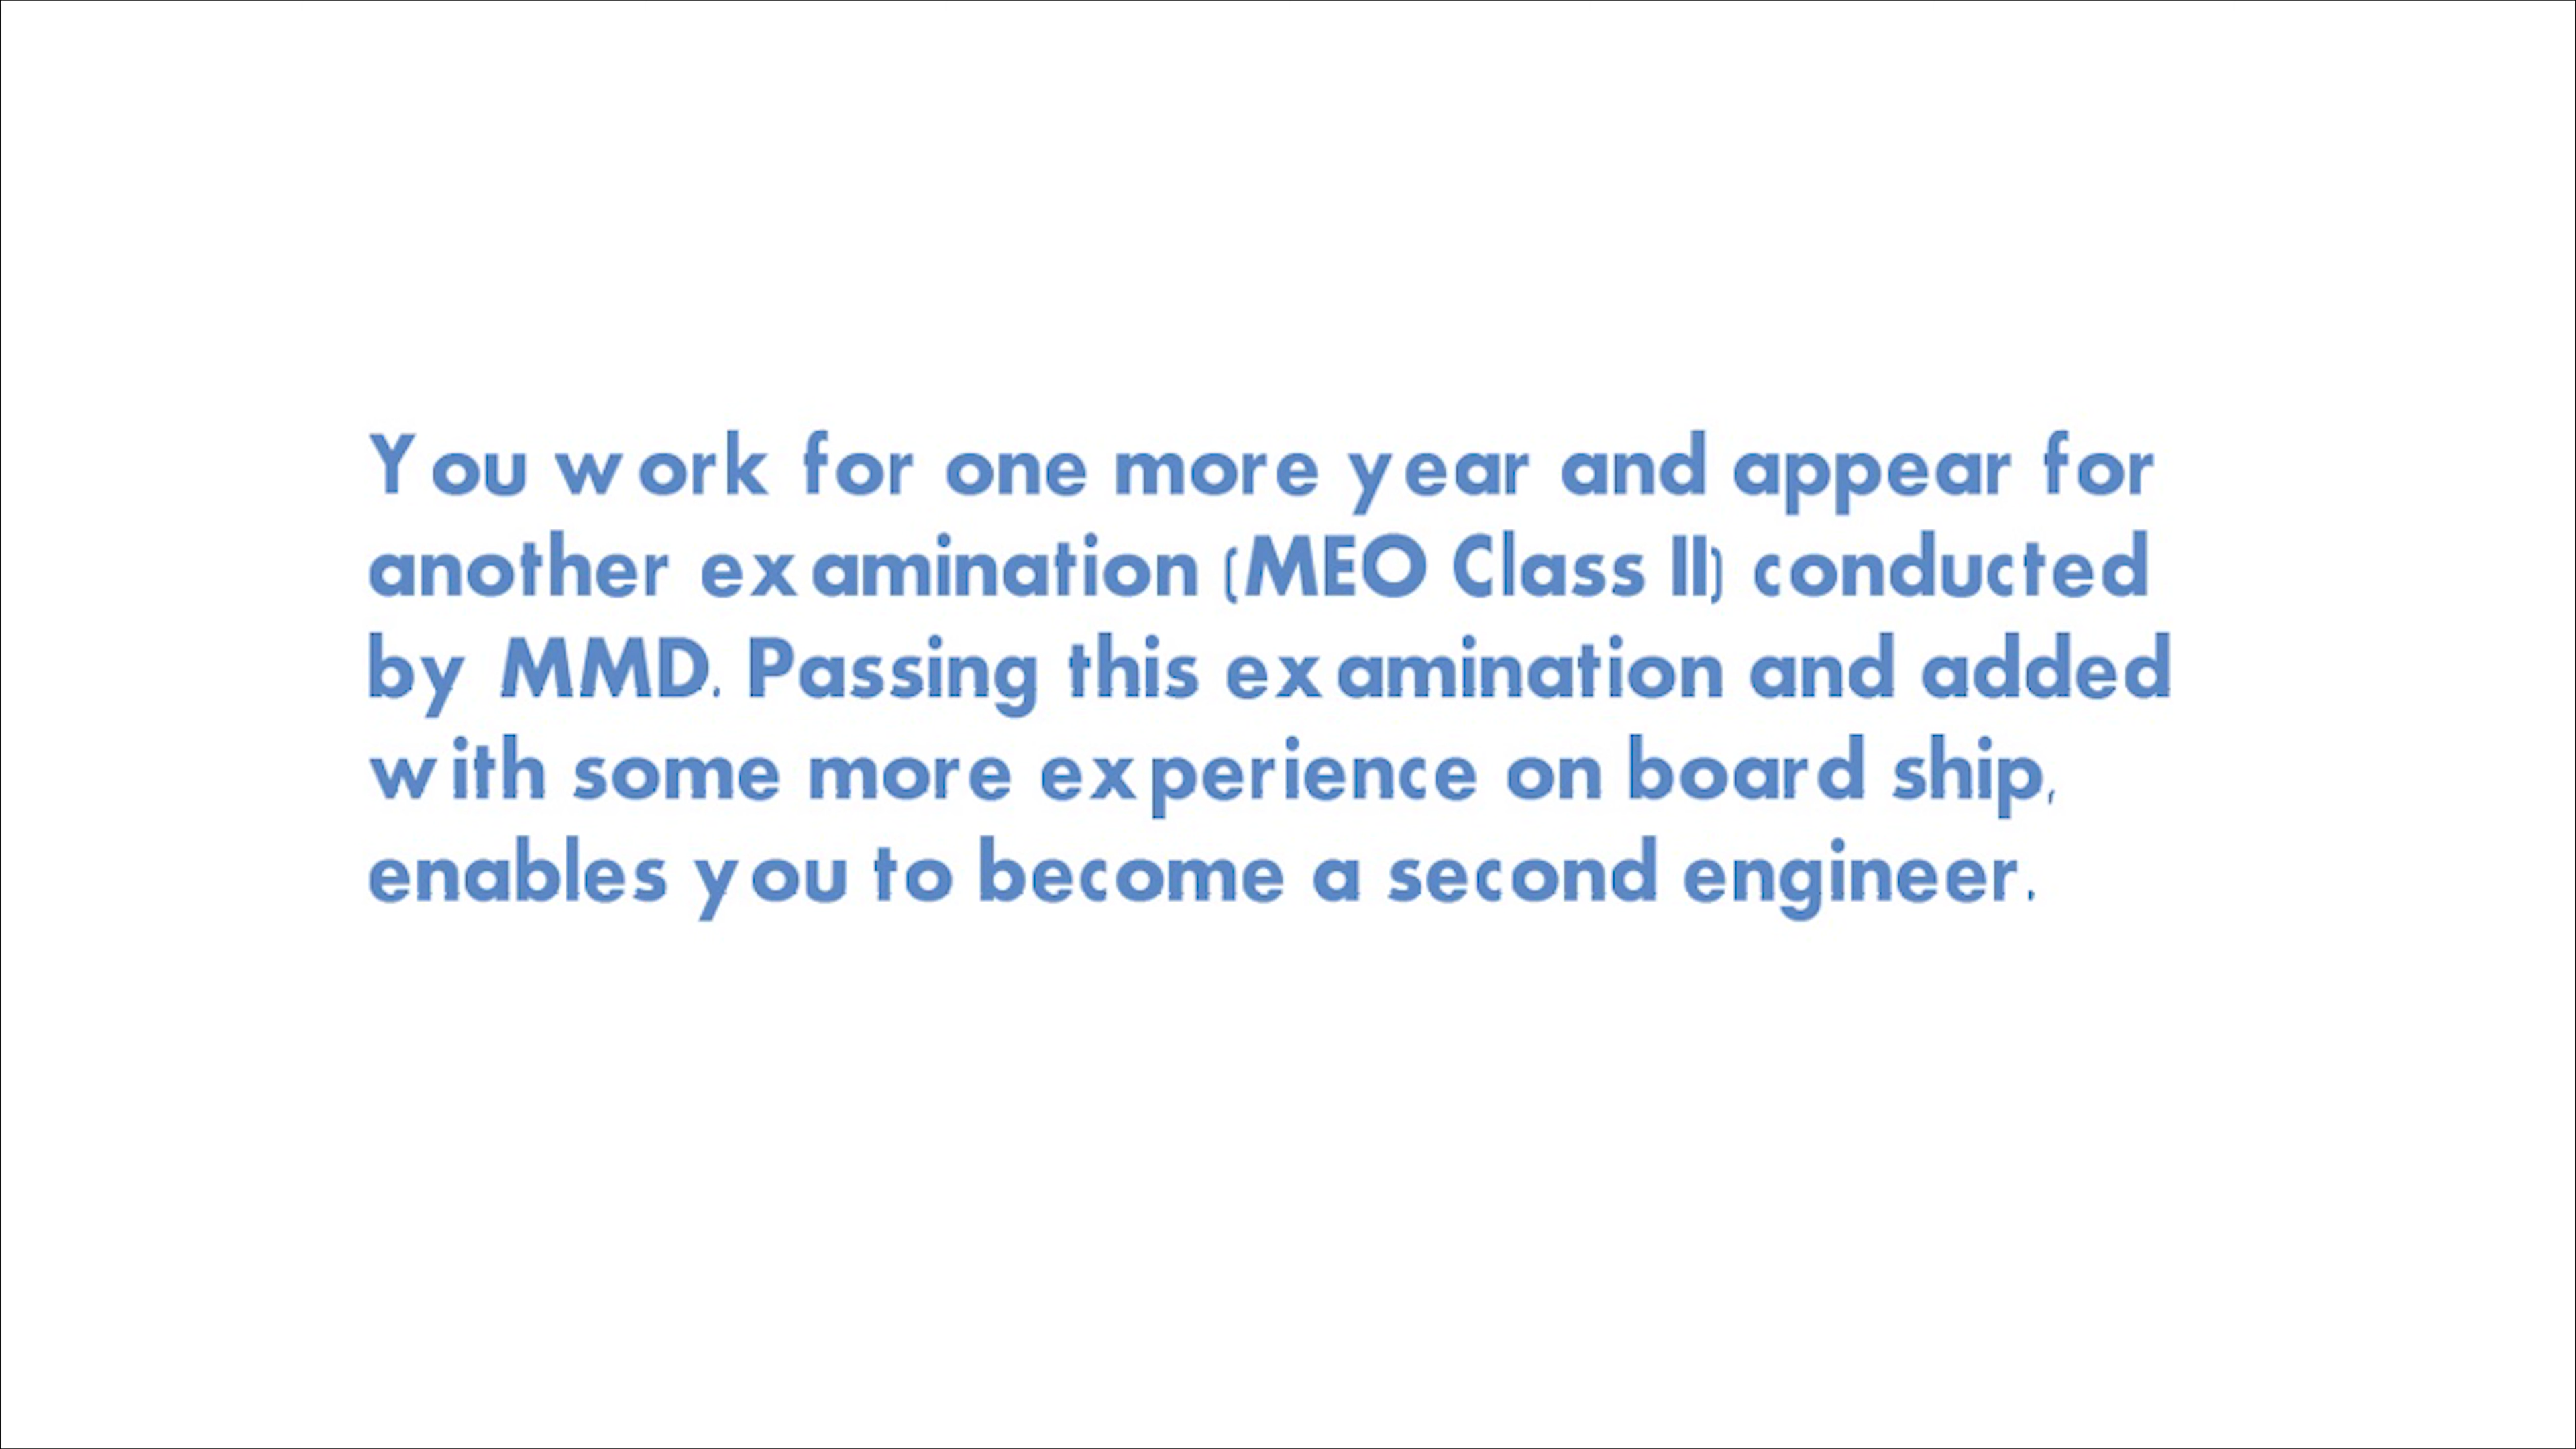 You work for one more year and appear for
another examination (MEO Class II) conducted
by MMD. Passing this examination and added
with some more experience on board ship,
enables you to become a second engineer.